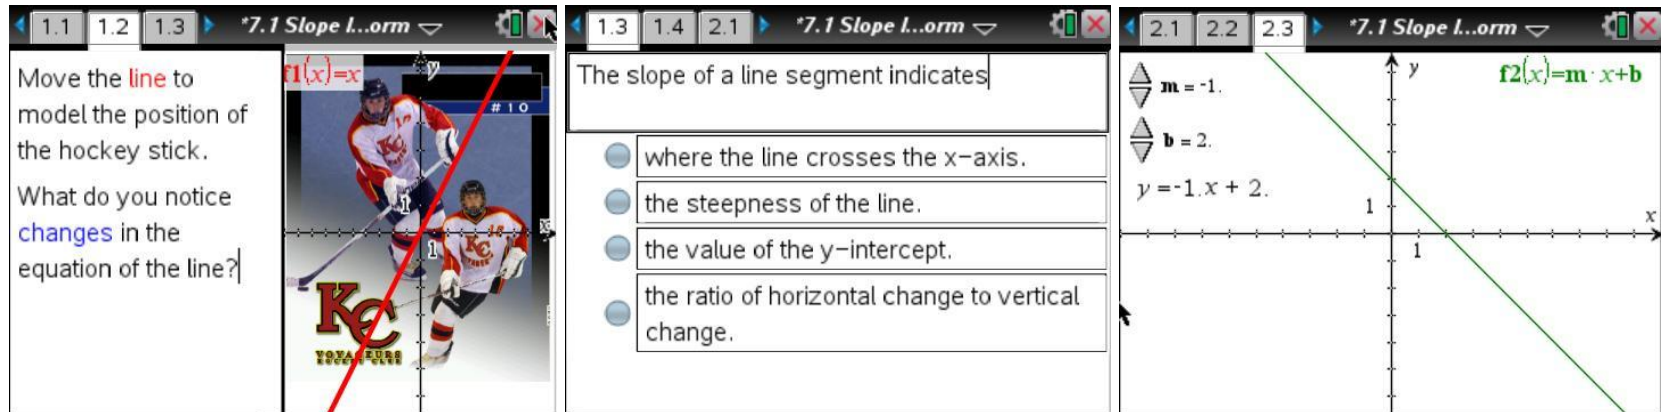 1.1 1.2 1.3 *7.1 Slope I...orm
Move the line to
model the position of
the hockey stick.
What do you notice
changes in the
equation of the line?
f1(x)=x
y
#10
1
1
x
KC
VOYAGEURS
HOCKEY CLUB
1.3 1.4 2.1 *7.1 Slope I...orm
The slope of a line segment indicates
where the line crosses the x-axis.
the steepness of the line.
the value of the y-intercept.
the ratio of horizontal change to vertical
change.
2.1 2.2 2.3 *7.1 Slope I...orm
m = -1.
b = 2.
y = -1.x + 2.
y
f2(x)=m·x+b
1
1
x